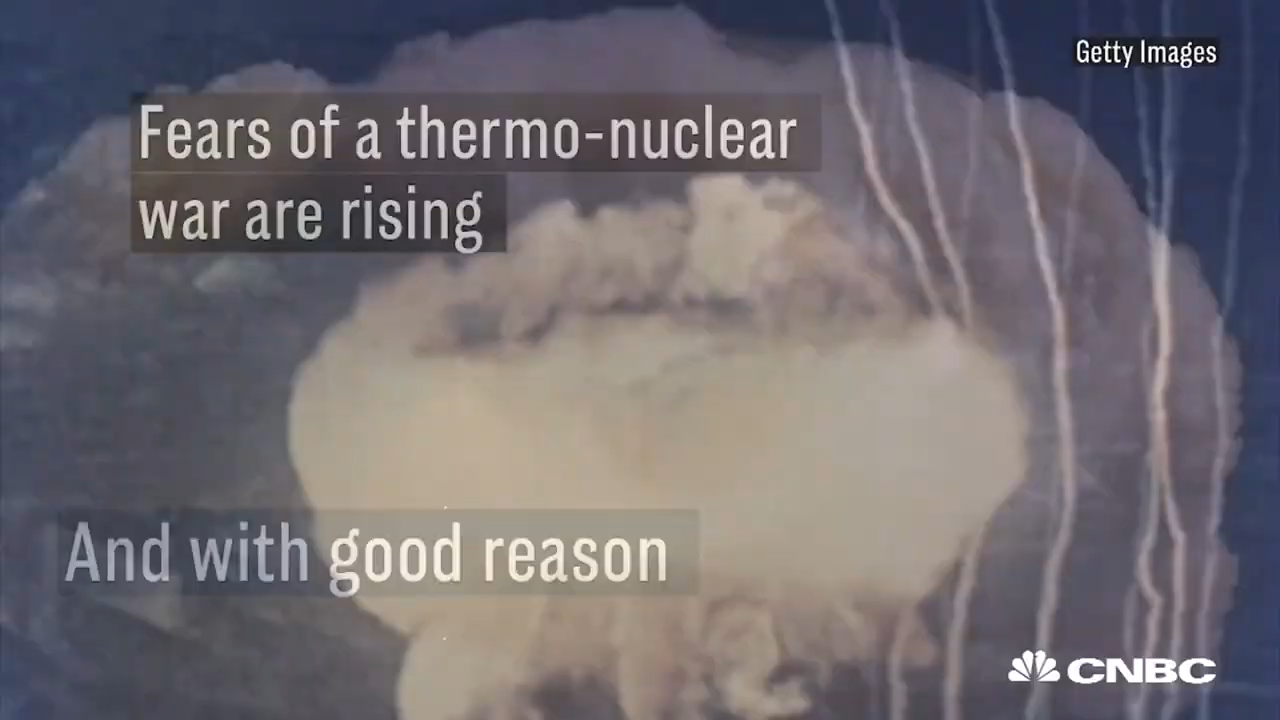 Getty Images
Fears of a thermo-nuclear
war are rising
And with good reason
CNBC